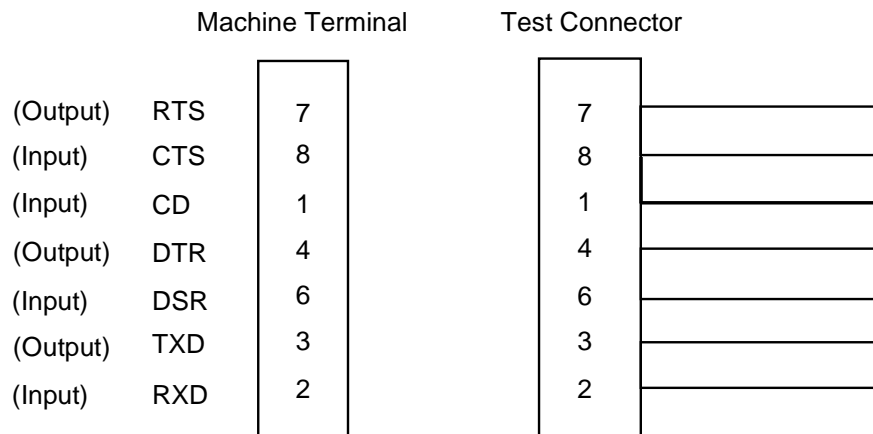 Machine Terminal Test Connector
(Output) RTS 7 7
(Input) CTS 8 8
(Input) CD 1 1
(Output) DTR 4 4
(Input) DSR 6 6
(Output) TXD 3 3
(Input) RXD 2 2